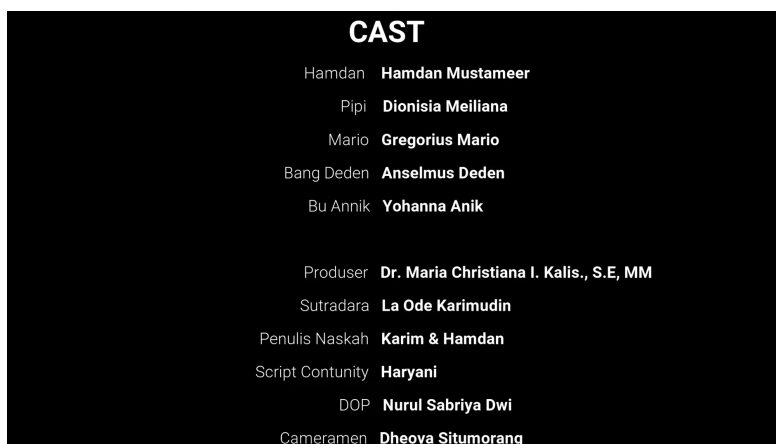 CAST
Hamdan Hamdan Mustameer
Pipi Dionisia Meiliana
Mario Gregorius Mario
Bang Deden Anselmus Deden
Bu Annik Yohanna Anik
Produser Dr. Maria Christiana I. Kalis., S.E, MM
Sutradara La Ode Karimudin
Penulis Naskah Karim & Hamdan
Script Contunity Haryani
DOP Nurul Sabriya Dwi
Cameramen Dheova Situmorang